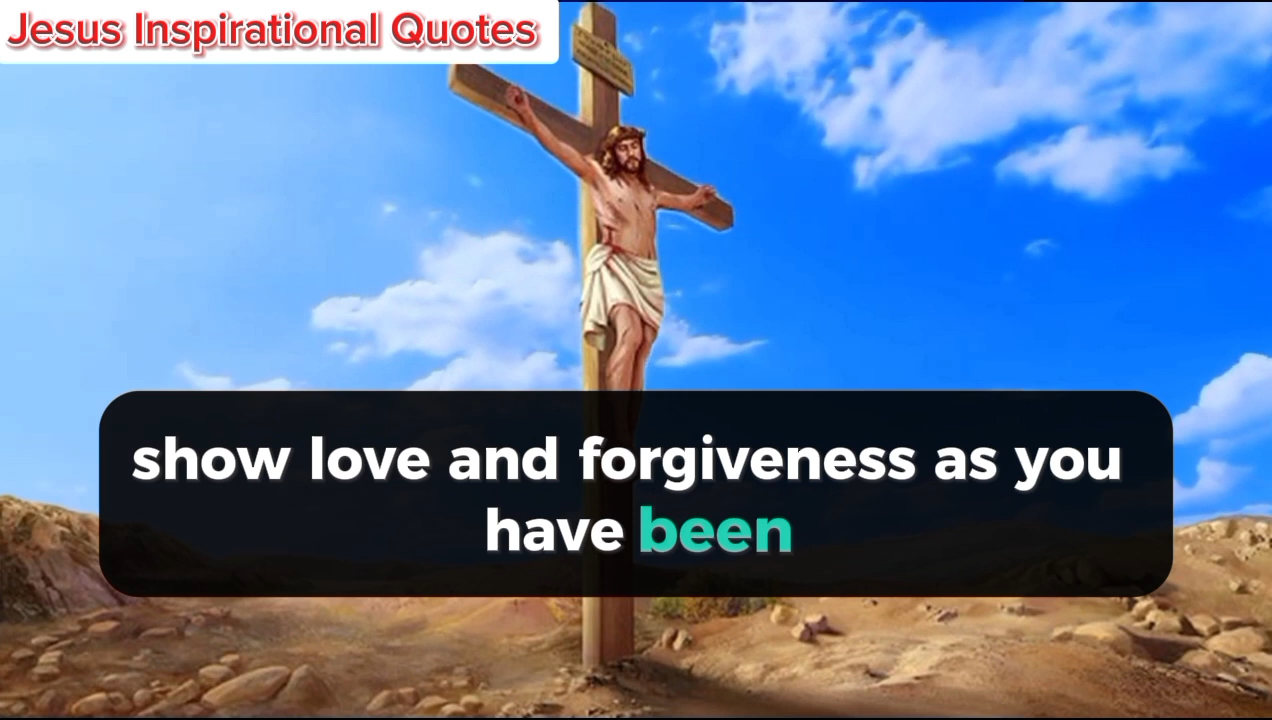 Jesus Inspirational Quotes
show love and forgiveness as you
have been